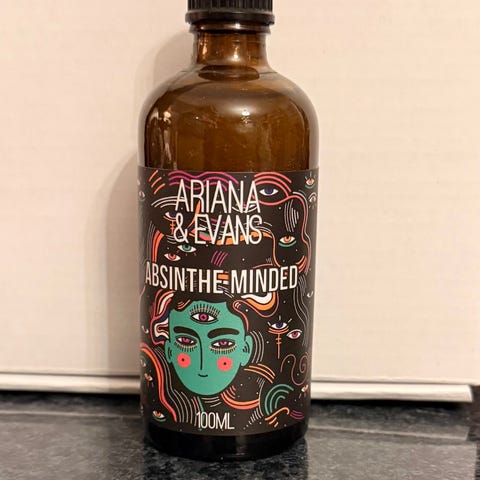 ARIANA
& EVANS
ABSINTHE-MINDED
100ML